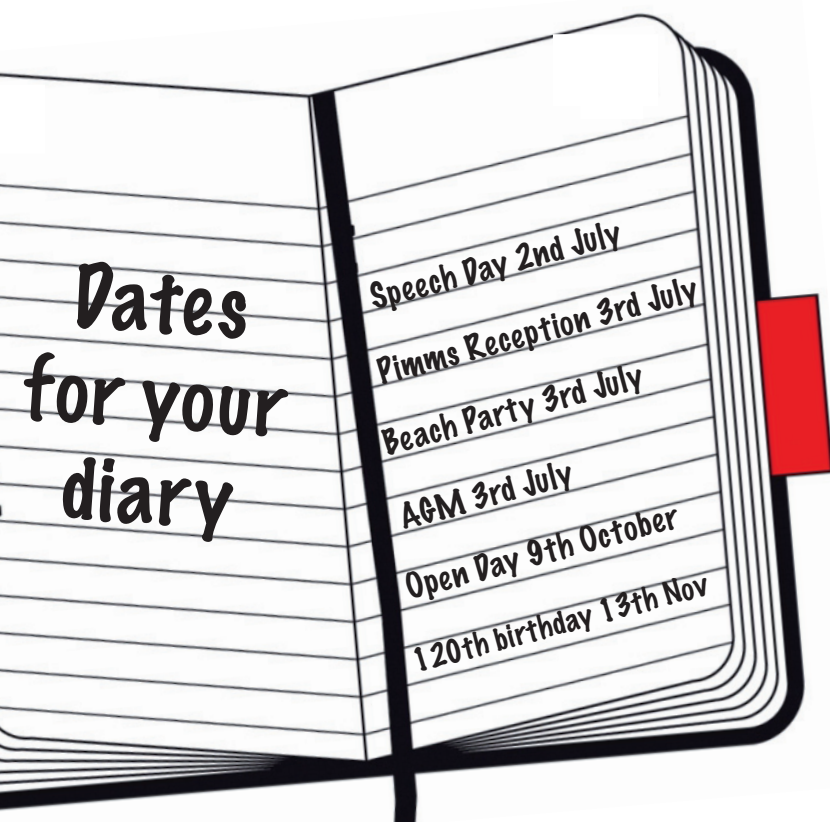 Dates
for your
diary
Speech Day 2nd July
Pimms Reception 3rd July
Beach Party 3rd July
AGM 3rd July
Open Day 9th October
120th birthday 13th Nov